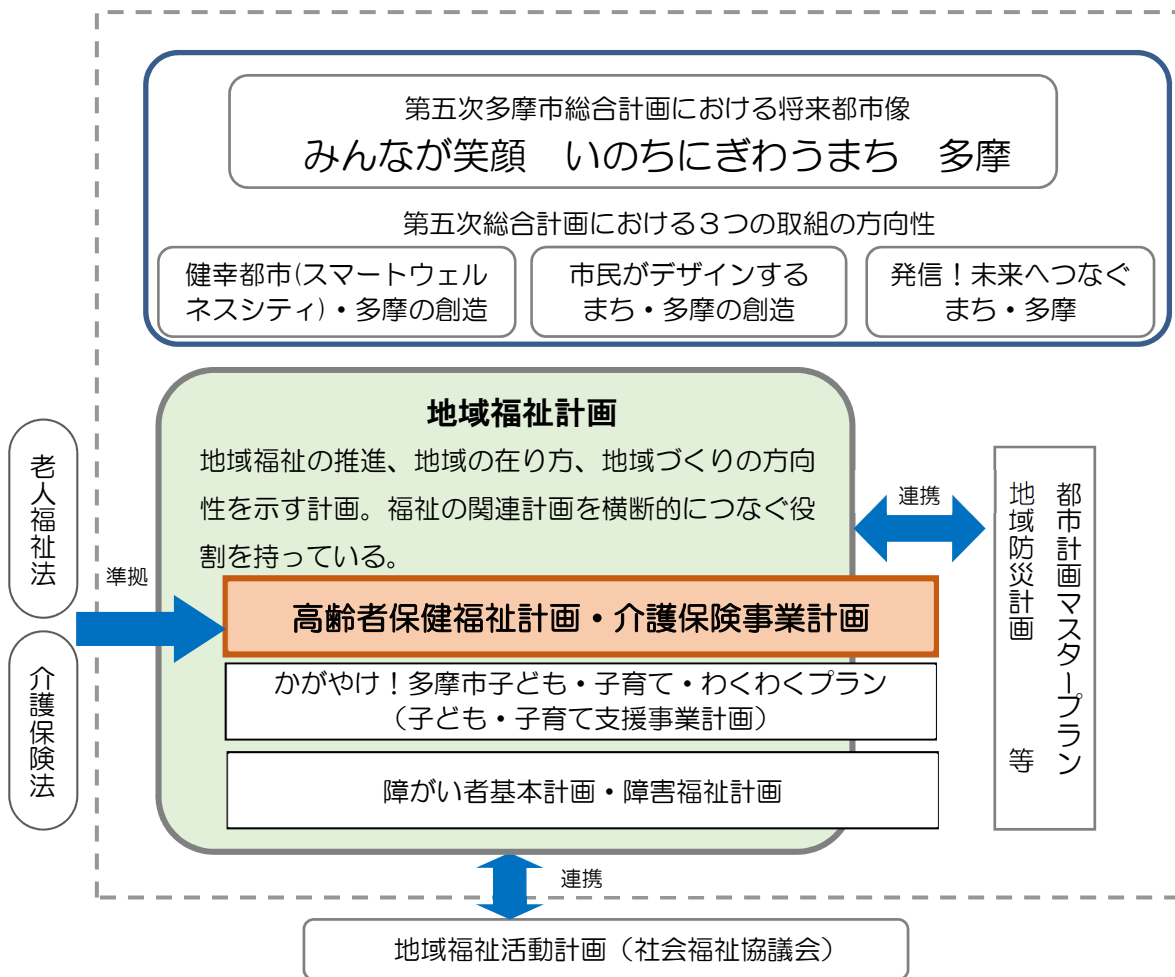 第五次多摩市総合計画における将来都市像
みんなが笑顔　いのちにぎわうまち　多摩
第五次総合計画における３つの取組の方向性
健幸都市(スマートウェル
ネスシティ)・多摩の創造
市民がデザインする
まち・多摩の創造
発信！未来へつなぐ
まち・多摩
地域福祉計画
地域福祉の推進、地域の在り方、地域づくりの方向
性を示す計画。福祉の関連計画を横断的につなぐ役
割を持っている。
老人福祉法
介護保険法
準拠
高齢者保健福祉計画・介護保険事業計画
かがやけ！多摩市子ども・子育て・わくわくプラン
（子ども・子育て支援事業計画）
障がい者基本計画・障害福祉計画
連携
都市計画マスタープラン
地域防災計画　　　等
連携
地域福祉活動計画（社会福祉協議会）